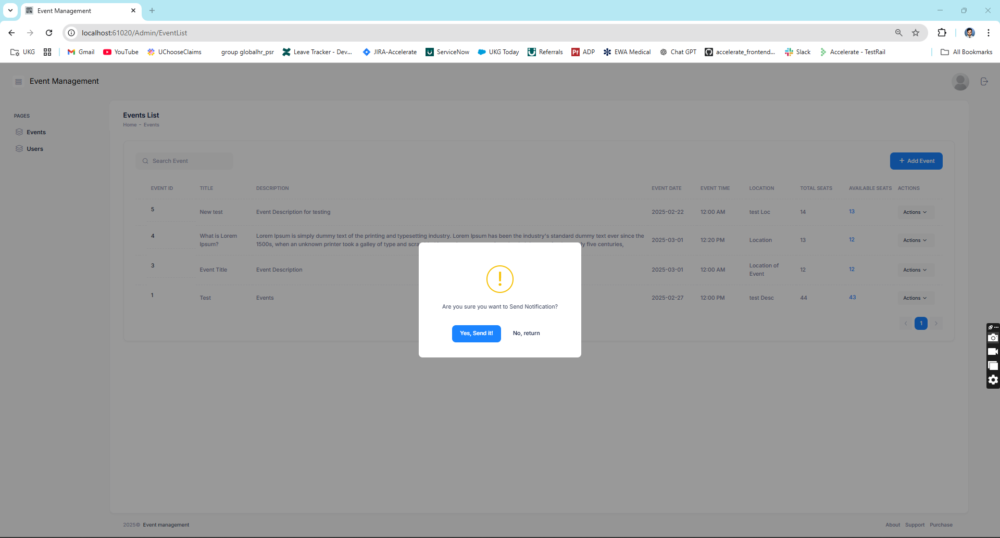 Event Management
localhost:61020/Admin/EventList
UKG Gmail YouTube UChooseClaims group globalhr_psr Leave Tracker - Dev... JIRA-Accelerate ServiceNow UKG Today Referrals Pf ADP EWA Medical Chat GPT accelerate_frontend... Slack Accelerate - TestRail All Bookmarks
Event Management
PAGES
Events
Users
Events List
Home - Events
Search Event
+ Add Event
EVENT ID TITLE DESCRIPTION EVENT DATE EVENT TIME LOCATION TOTAL SEATS AVAILABLE SEATS ACTIONS
5 New test Event Description for testing 2025-02-22 12:00 AM test Loc 14 13 Actions
4 What is Lorem Ipsum? Lorem Ipsum is simply dummy text of the printing and typesetting industry. Lorem Ipsum has been the industry's standard dummy text ever since the
1500s, when an unknown printer took a galley of type and five centuries, 2025-03-01 12:20 PM Location 13 12 Actions
3 Event Title Event Description 2025-03-01 12:00 AM Location of Event 12 12 Actions
1 Test Events 2025-02-27 12:00 PM test Desc 44 43 Actions
1
Are you sure you want to Send Notification?
Yes, Send it! No, return
2025© Event management
About Support Purchase